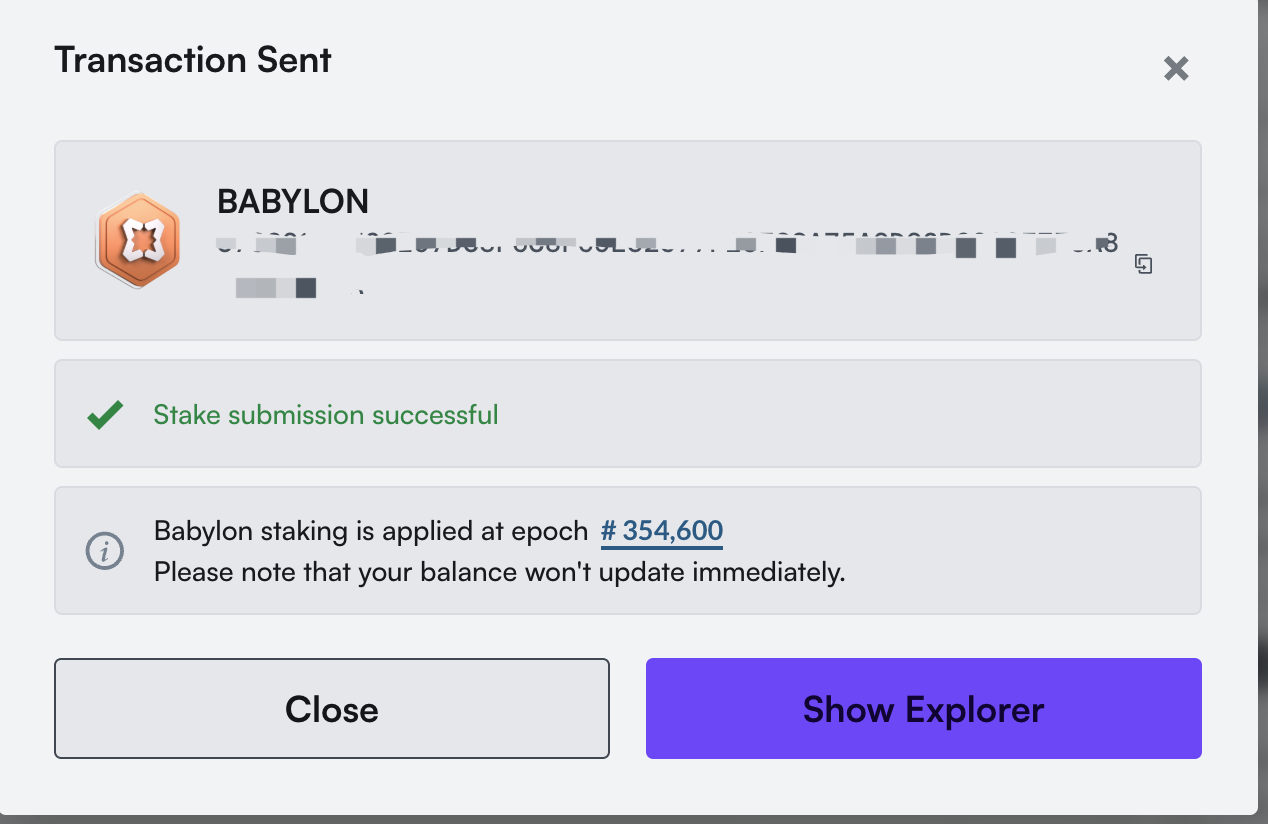 Transaction Sent
BABYLON
Stake submission successful
Babylon staking is applied at epoch # 354,600
Please note that your balance won't update immediately.
Close
Show Explorer